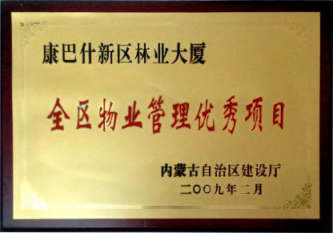 康巴什新区林业大厦
全区物业管理优秀项目
内蒙古自治区建设厅
二〇〇九年二月